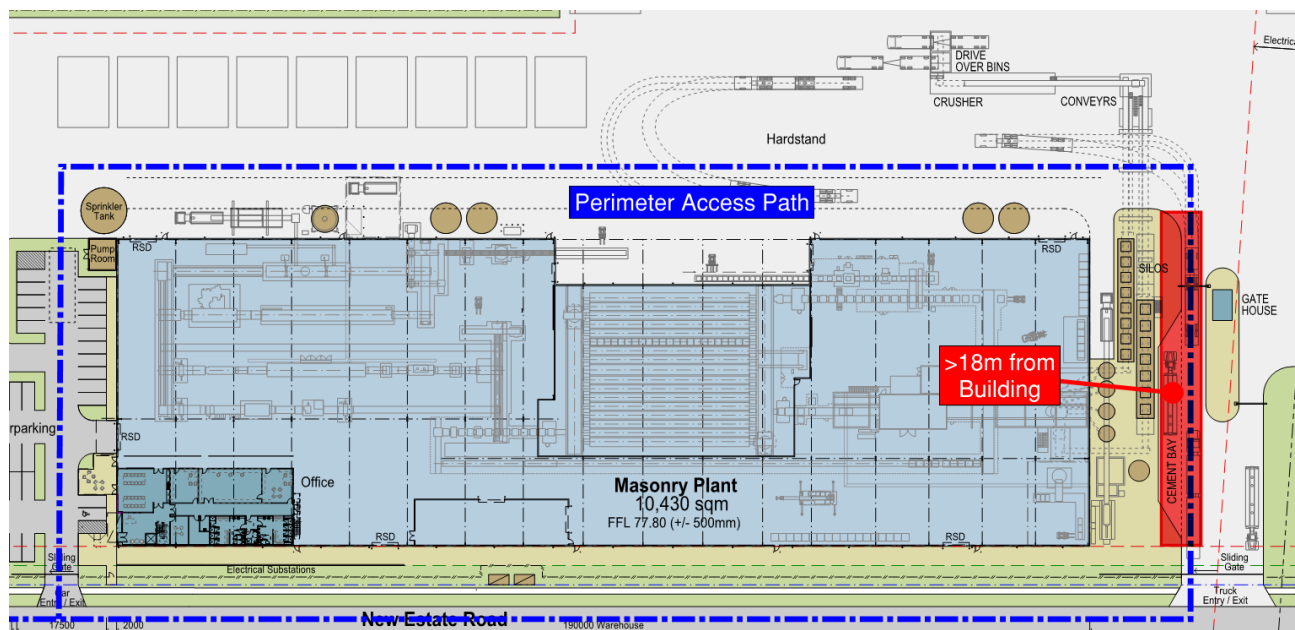 Electrical
DRIVE
OVER BINS
CRUSHER
CONVEYRS
Hardstand
Sprinkler
Tank
Perimeter Access Path
Pump
Room
RSD
RSD
SILOS
GATE
HOUSE
>18m from
Building
rparking
RSD
CEMENT BAY
Office
Masonry Plant
10,430 sqm
FFL 77.80 (+/- 500mm)
RSD
RSD
Sliding
Gate
Electrical Substations
Sliding
Gate
Car
Entry / Exit
Truck
Entry / Exit
New Estate Road
17500
2000
190000 Warehouse